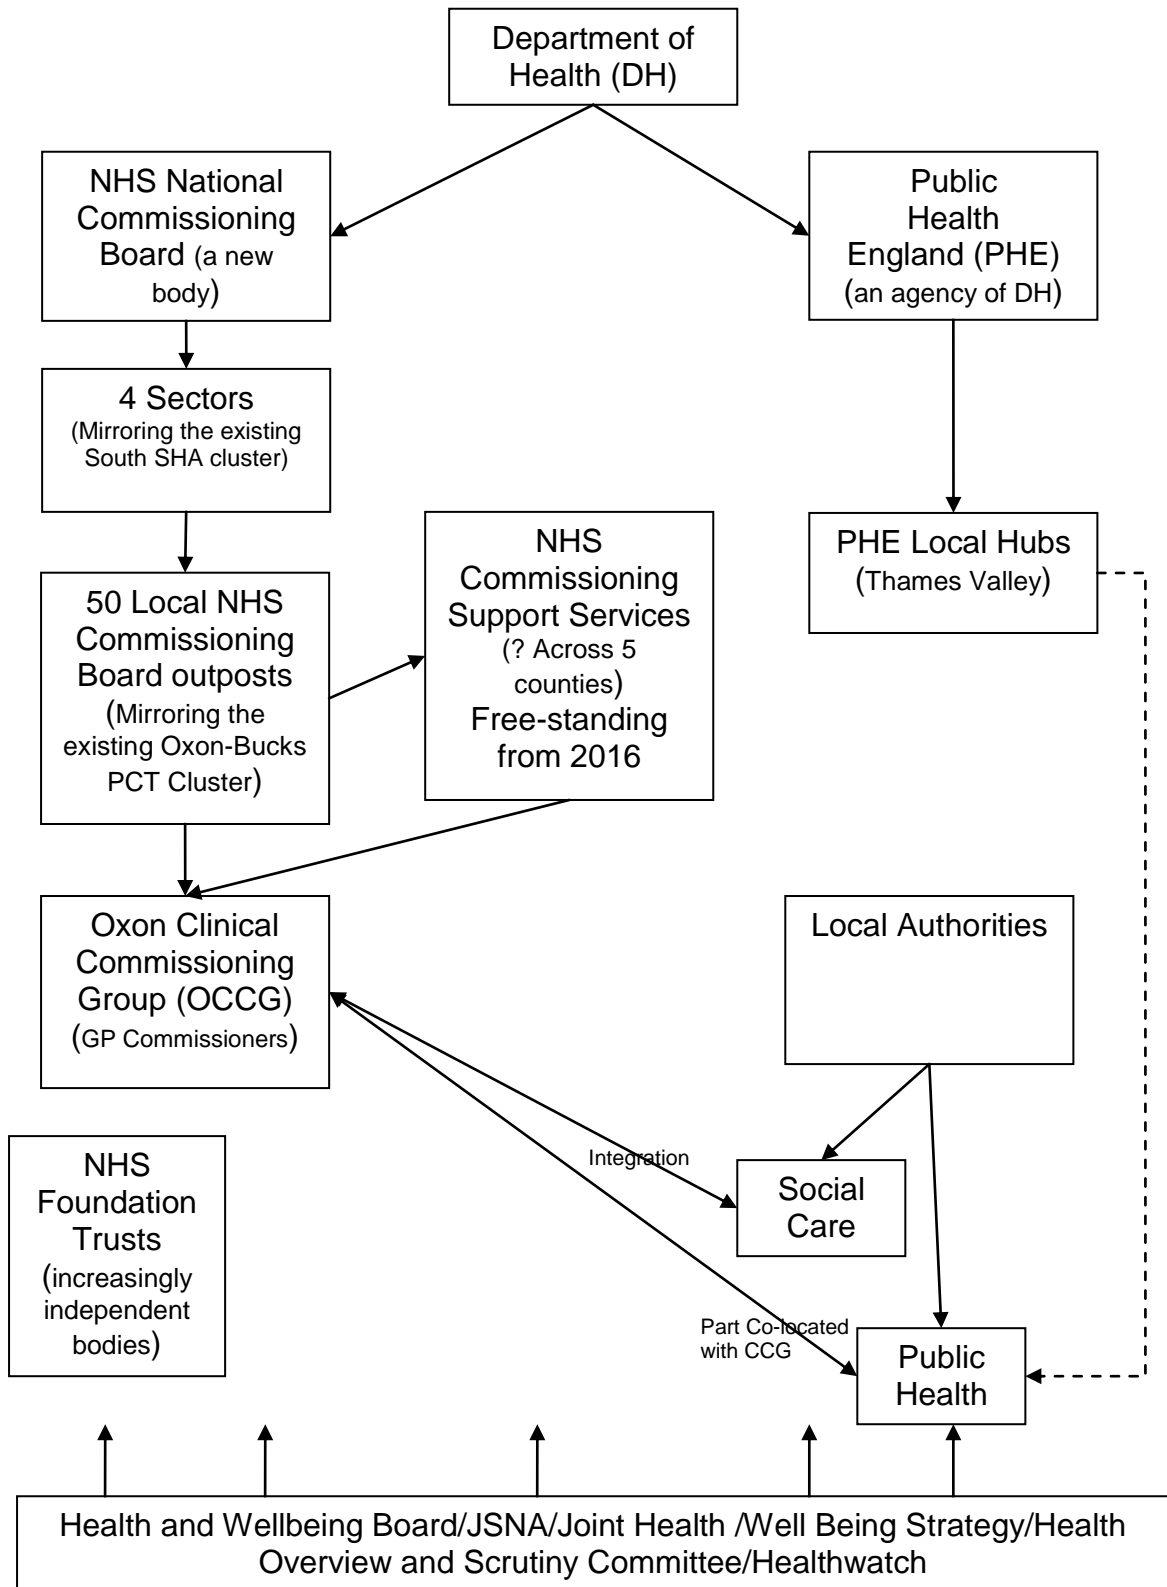 Department of
Health (DH)
NHS National
Commissioning
Board (a new
body)
Public
Health
England (PHE)
(an agency of DH)
4 Sectors
(Mirroring the existing
South SHA cluster)
NHS
Commissioning
Support Services
(? Across 5
counties)
Free-standing
from 2016
PHE Local Hubs
(Thames Valley)
50 Local NHS
Commissioning
Board outposts
(Mirroring the
existing Oxon-Bucks
PCT Cluster)
Oxon Clinical
Commissioning
Group (OCCG)
(GP Commissioners)
Local Authorities
NHS
Foundation
Trusts
(increasingly
independent
bodies)
Integration
Social
Care
Part Co-located
with CCG
Public
Health
Health and Wellbeing Board/JSNA/Joint Health /Well Being Strategy/Health
Overview and Scrutiny Committee/Healthwatch